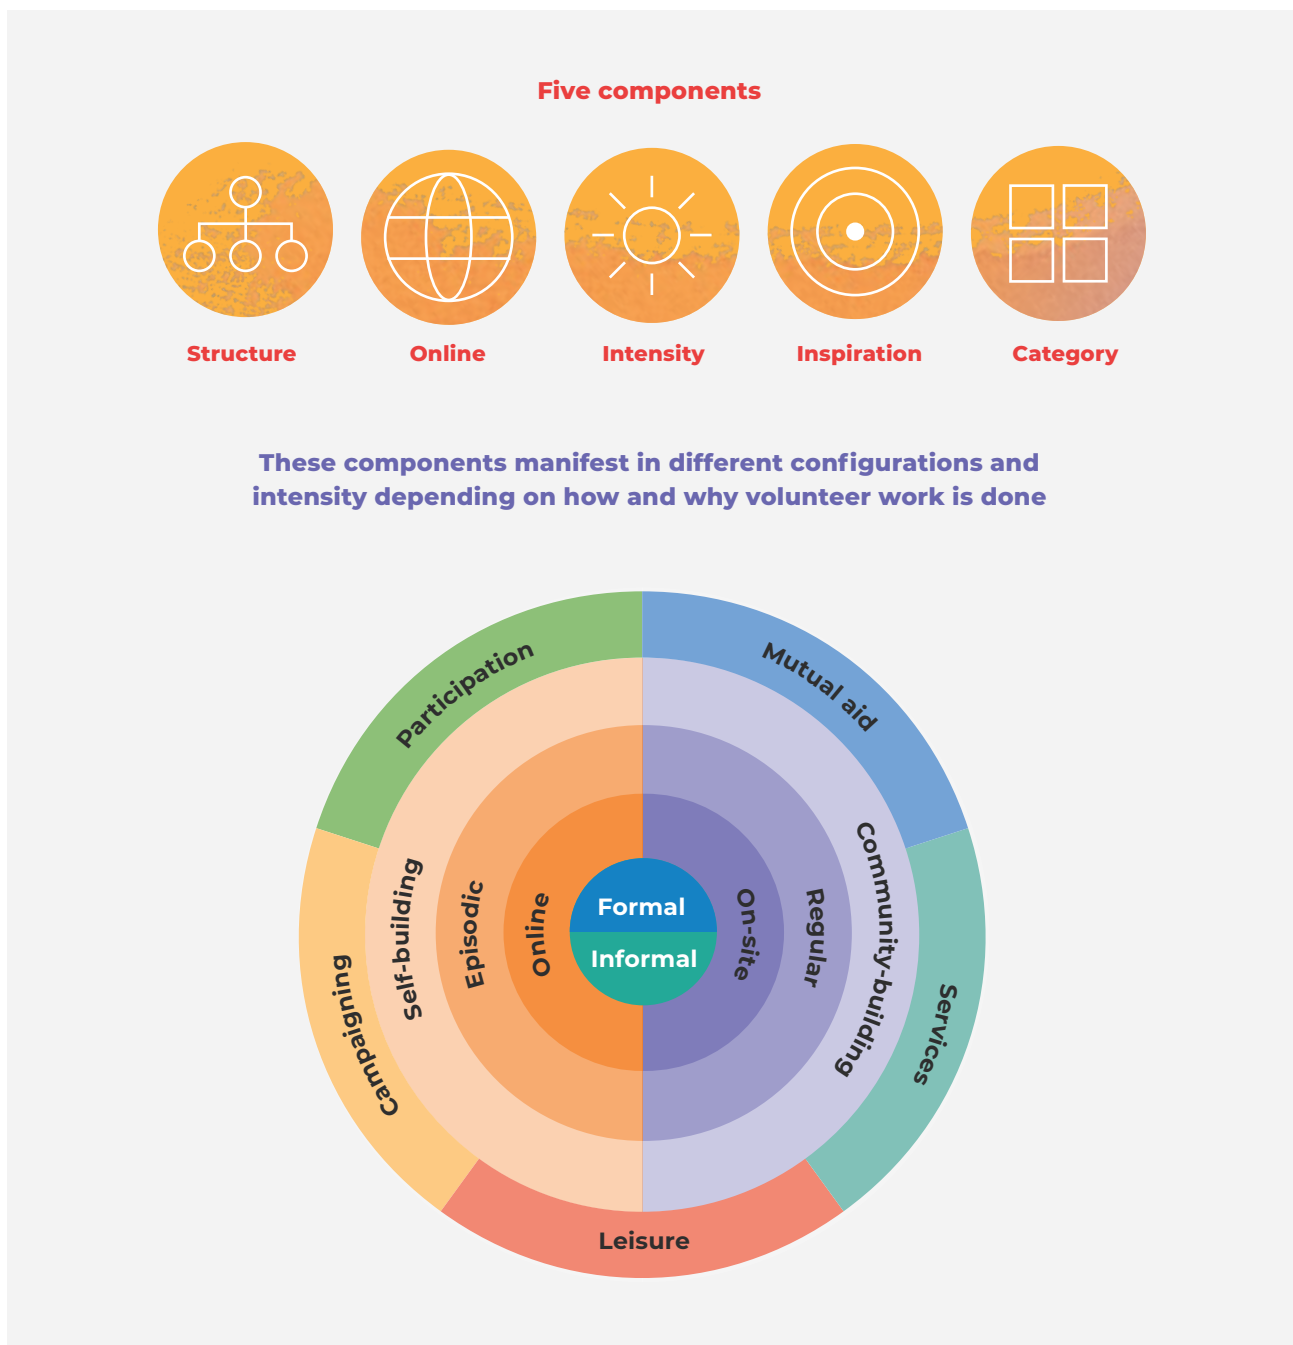 Five components
Structure
Online
Intensity
Inspiration
Category
These components manifest in different configurations and
intensity depending on how and why volunteer work is done
Participation
Mutual aid
Self-building
Episodic
Online
Formal
Informal
On-site
Regular
Community-building
Campaigning
Services
Leisure